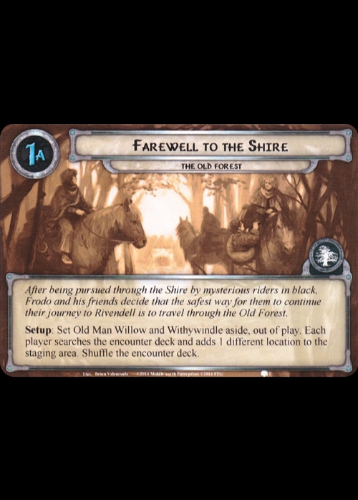 1A
FAREWELL TO THE SHIRE
THE OLD FOREST
After being pursued through the Shire by mysterious riders in black,
Frodo and his friends decide that the safest way for them to continue
their journey to Rivendell is to travel through the Old Forest.
Setup: Set Old Man Willow and Withywindle aside, out of play. Each
player searches the encounter deck and adds 1 different location to the
staging area. Shuffle the encounter deck.